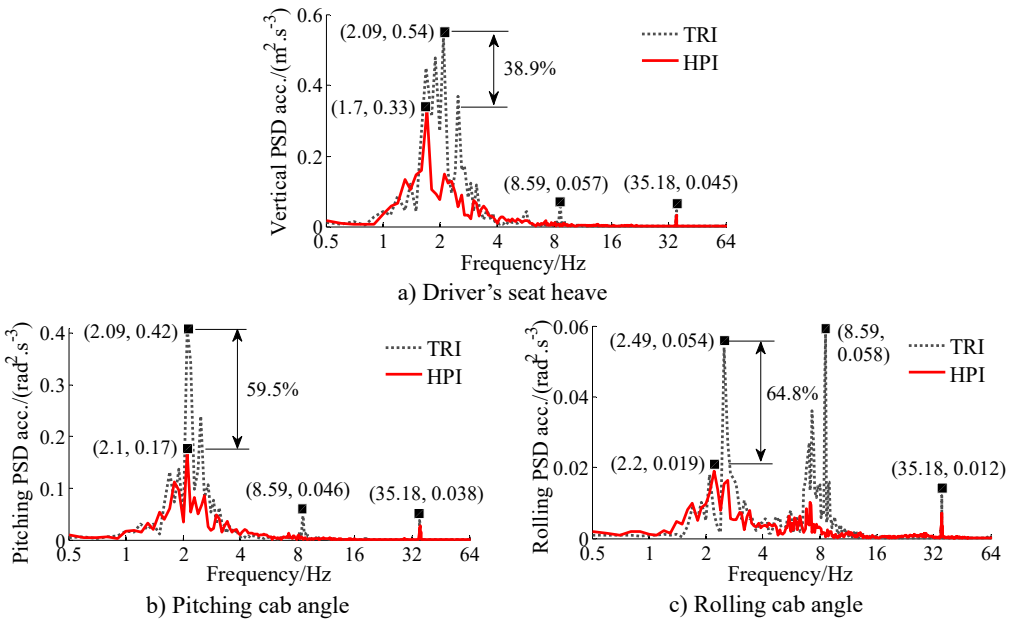 Vertical PSD acc./(m².s⁻³)
0.6
0.4
0.2
0
(2.09, 0.54)
38.9%
(1.7, 0.33)
(8.59, 0.057)
(35.18, 0.045)
TRI
HPI
0.5 1 2 4 8 16 32 64
Frequency/Hz
a) Driver’s seat heave
Pitching PSD acc./(rad².s⁻³)
0.4
0.3
0.2
0.1
0
(2.09, 0.42)
59.5%
(2.1, 0.17)
(8.59, 0.046)
(35.18, 0.038)
TRI
HPI
0.5 1 2 4 8 16 32 64
Frequency/Hz
b) Pitching cab angle
Rolling PSD acc./(rad².s⁻³)
0.06
0.04
0.02
0
(2.49, 0.054)
64.8%
(2.2, 0.019)
(8.59,
0.058)
(35.18, 0.012)
TRI
HPI
0.5 1 2 4 8 16 32 64
Frequency/Hz
c) Rolling cab angle